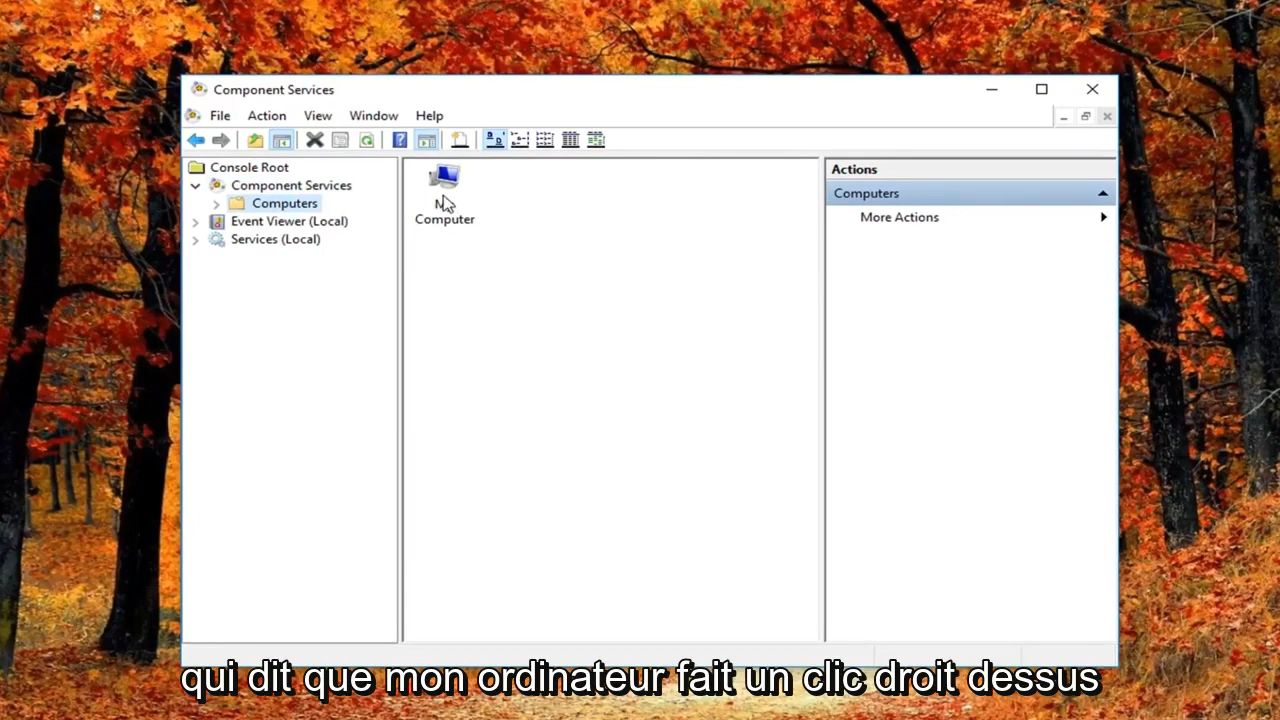 Component Services
File Action View Window Help
Console Root
Component Services
Computers
Event Viewer (Local)
Services (Local)
Computer
Actions
Computers
More Actions
qui dit que mon ordinateur fait un clic droit dessus